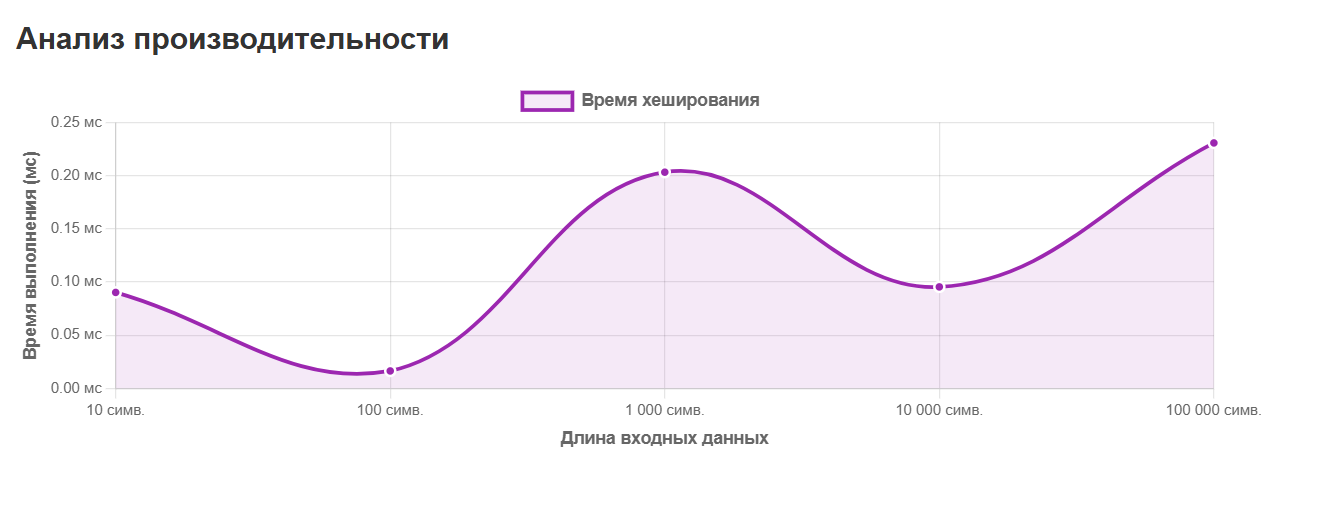 Анализ производительности
Время хеширования
Время выполнения (мс)
0.25 мс
0.20 мс
0.15 мс
0.10 мс
0.05 мс
0.00 мс
10 симв. 100 симв. 1 000 симв. 10 000 симв. 100 000 симв.
Длина входных данных